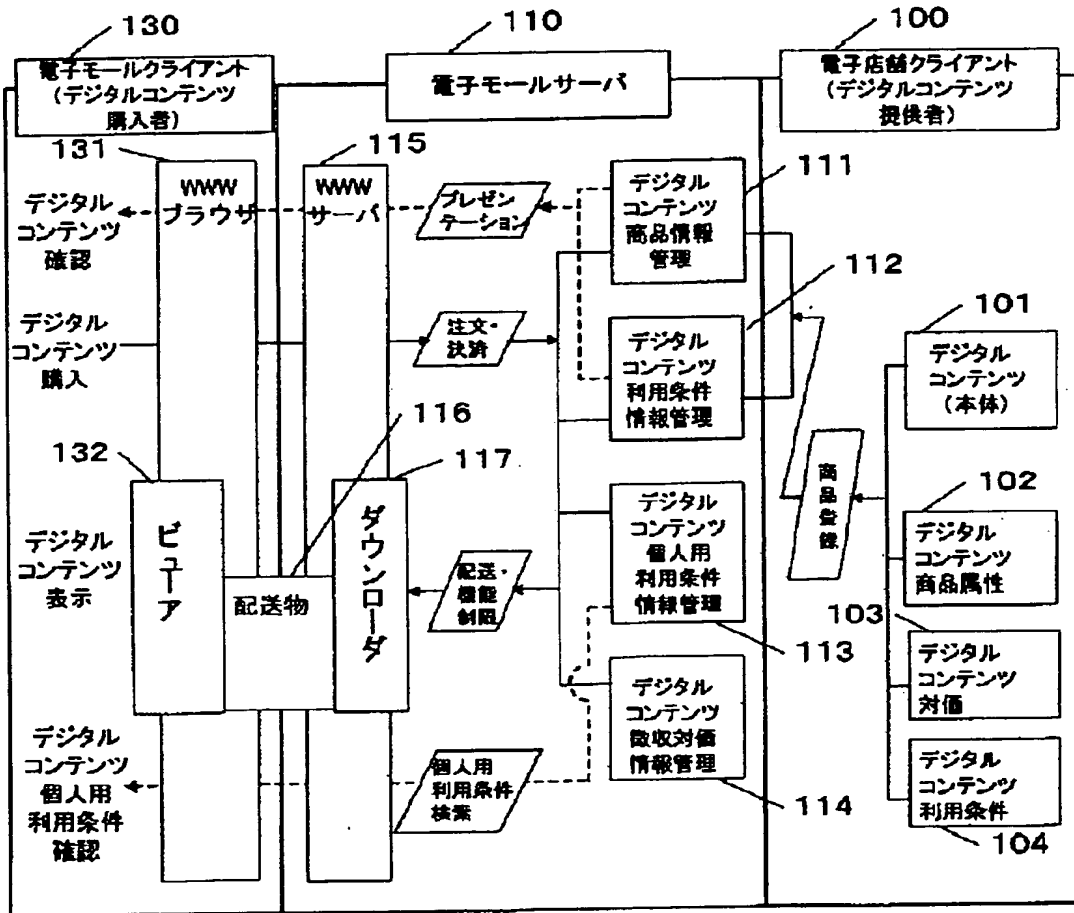 130
電子モールクライアント
(デジタルコンテンツ
購入者)
110
電子モールサーバ
100
電子店舗クライアント
(デジタルコンテンツ
提供者)
131
WWW
ブラウザ
115
WWW
サーバ
デジタル
コンテンツ
確認
プレゼン
テーション
デジタル
コンテンツ
商品情報
管理
111
112
デジタル
コンテンツ
購入
注文・
決済
デジタル
コンテンツ
利用条件
情報管理
101
デジタル
コンテンツ
(本体)
116
132
ビューア
117
ダウンローダ
商品登録
102
デジタル
コンテンツ
商品属性
デジタル
コンテンツ
表示
配送物
配送・
機能
制限
デジタル
コンテンツ
個人用
利用条件
情報管理
113
103
デジタル
コンテンツ
対価
デジタル
コンテンツ
個人用
利用条件
確認
個人用
利用条件
検索
デジタル
コンテンツ
徴収対価
情報管理
114
デジタル
コンテンツ
利用条件
104